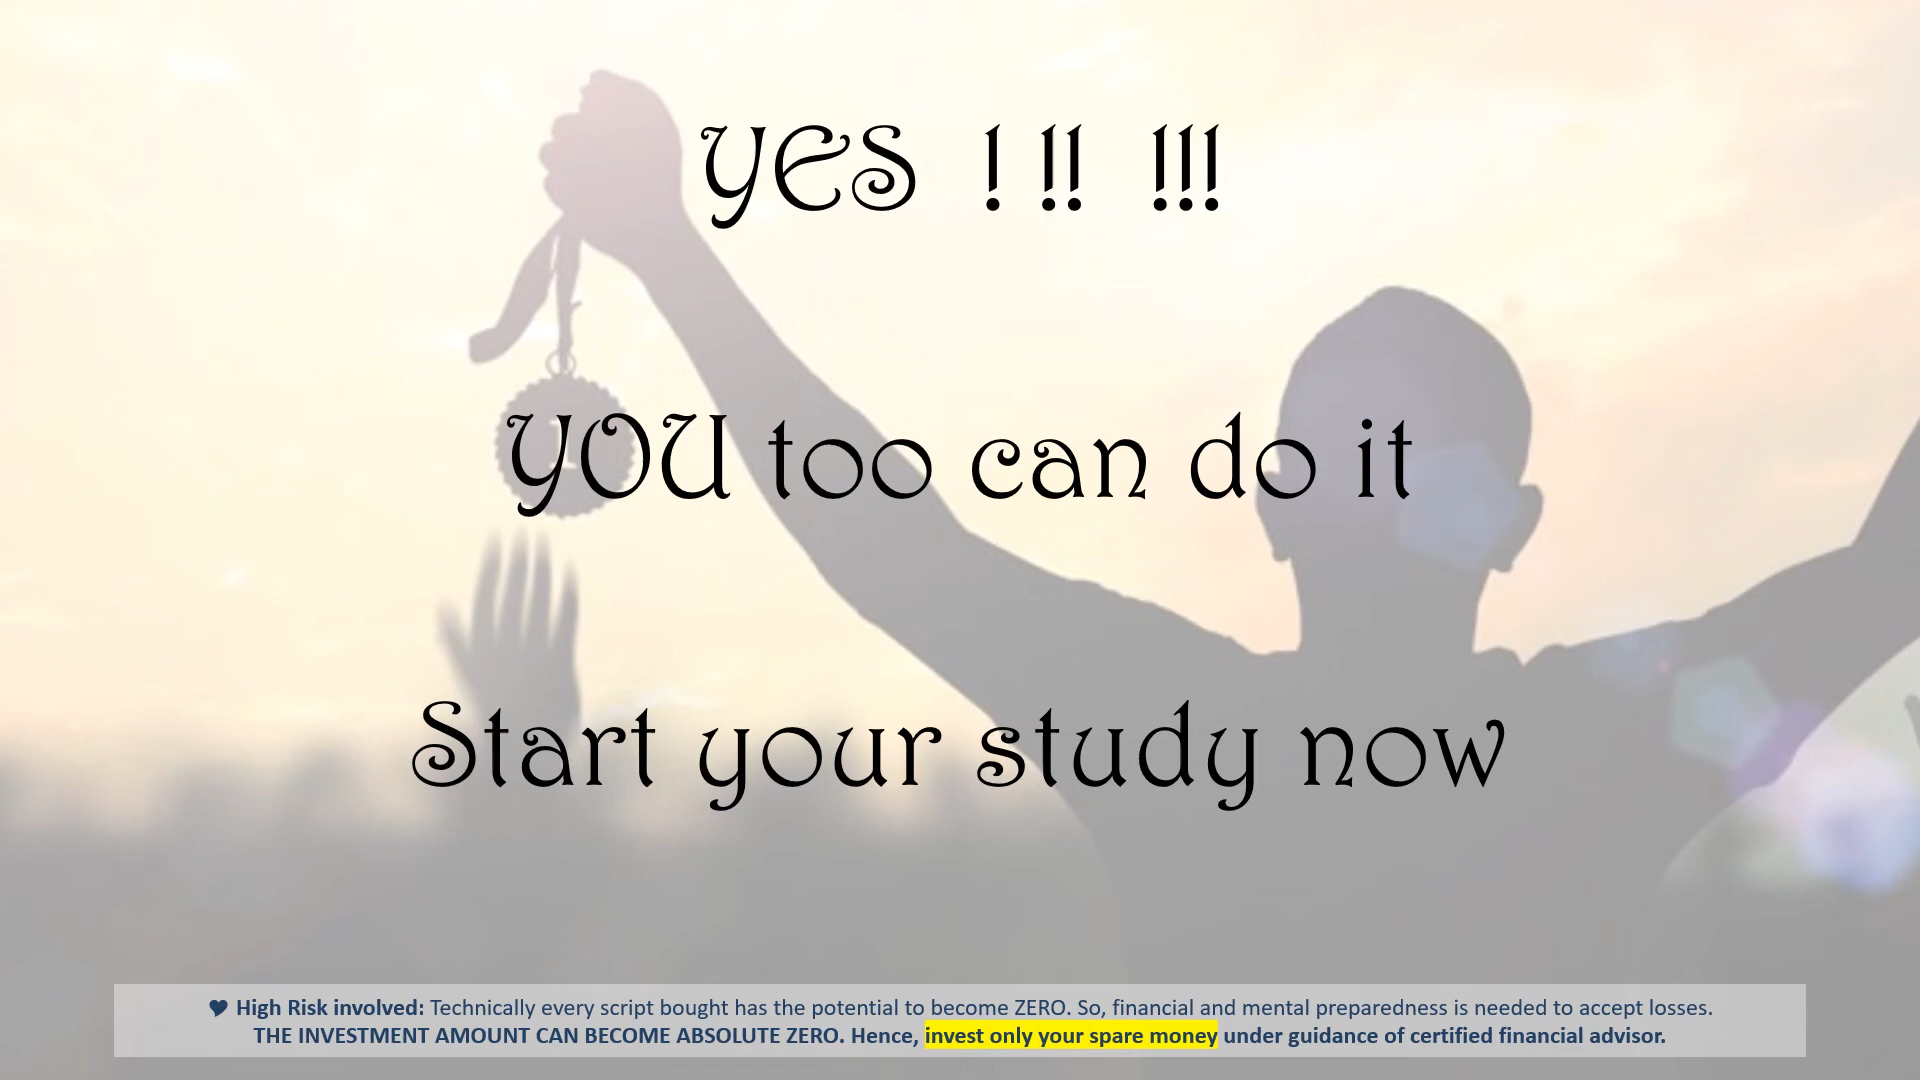 YES ! !! !!!
YOU too can do it
Start your study now
♥ High Risk involved: Technically every script bought has the potential to become ZERO. So, financial and mental preparedness is needed to accept losses.
THE INVESTMENT AMOUNT CAN BECOME ABSOLUTE ZERO. Hence, invest only your spare money under guidance of certified financial advisor.